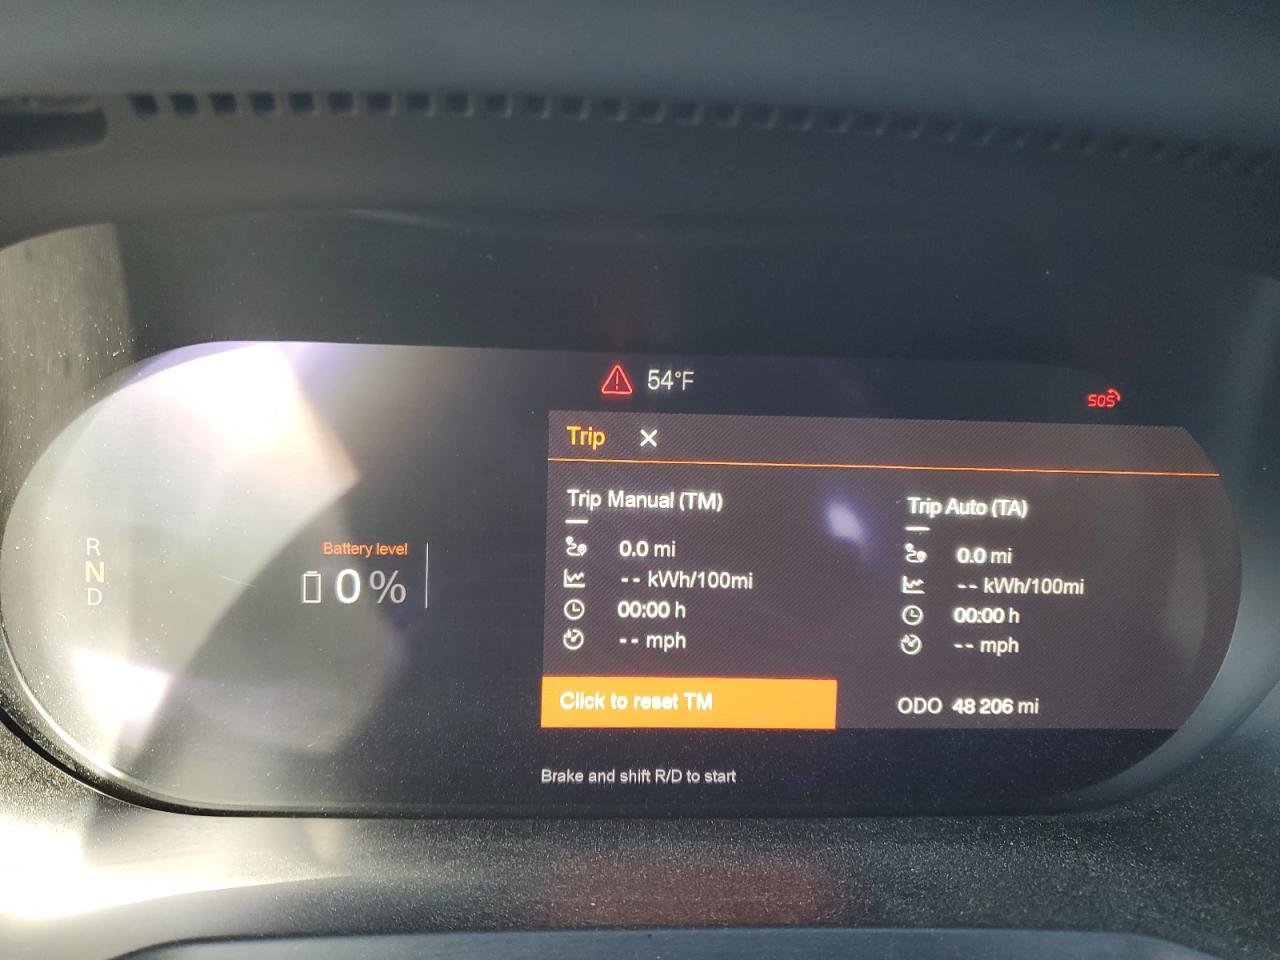 54°F
SOS
Trip
Trip Manual (TM)
0.0 mi
-- kWh/100mi
00:00 h
-- mph
Click to reset TM
Trip Auto (TA)
0.0 mi
-- kWh/100mi
00:00 h
-- mph
ODO 48 206 mi
R
N
D
Battery level
0 %
Brake and shift R/D to start